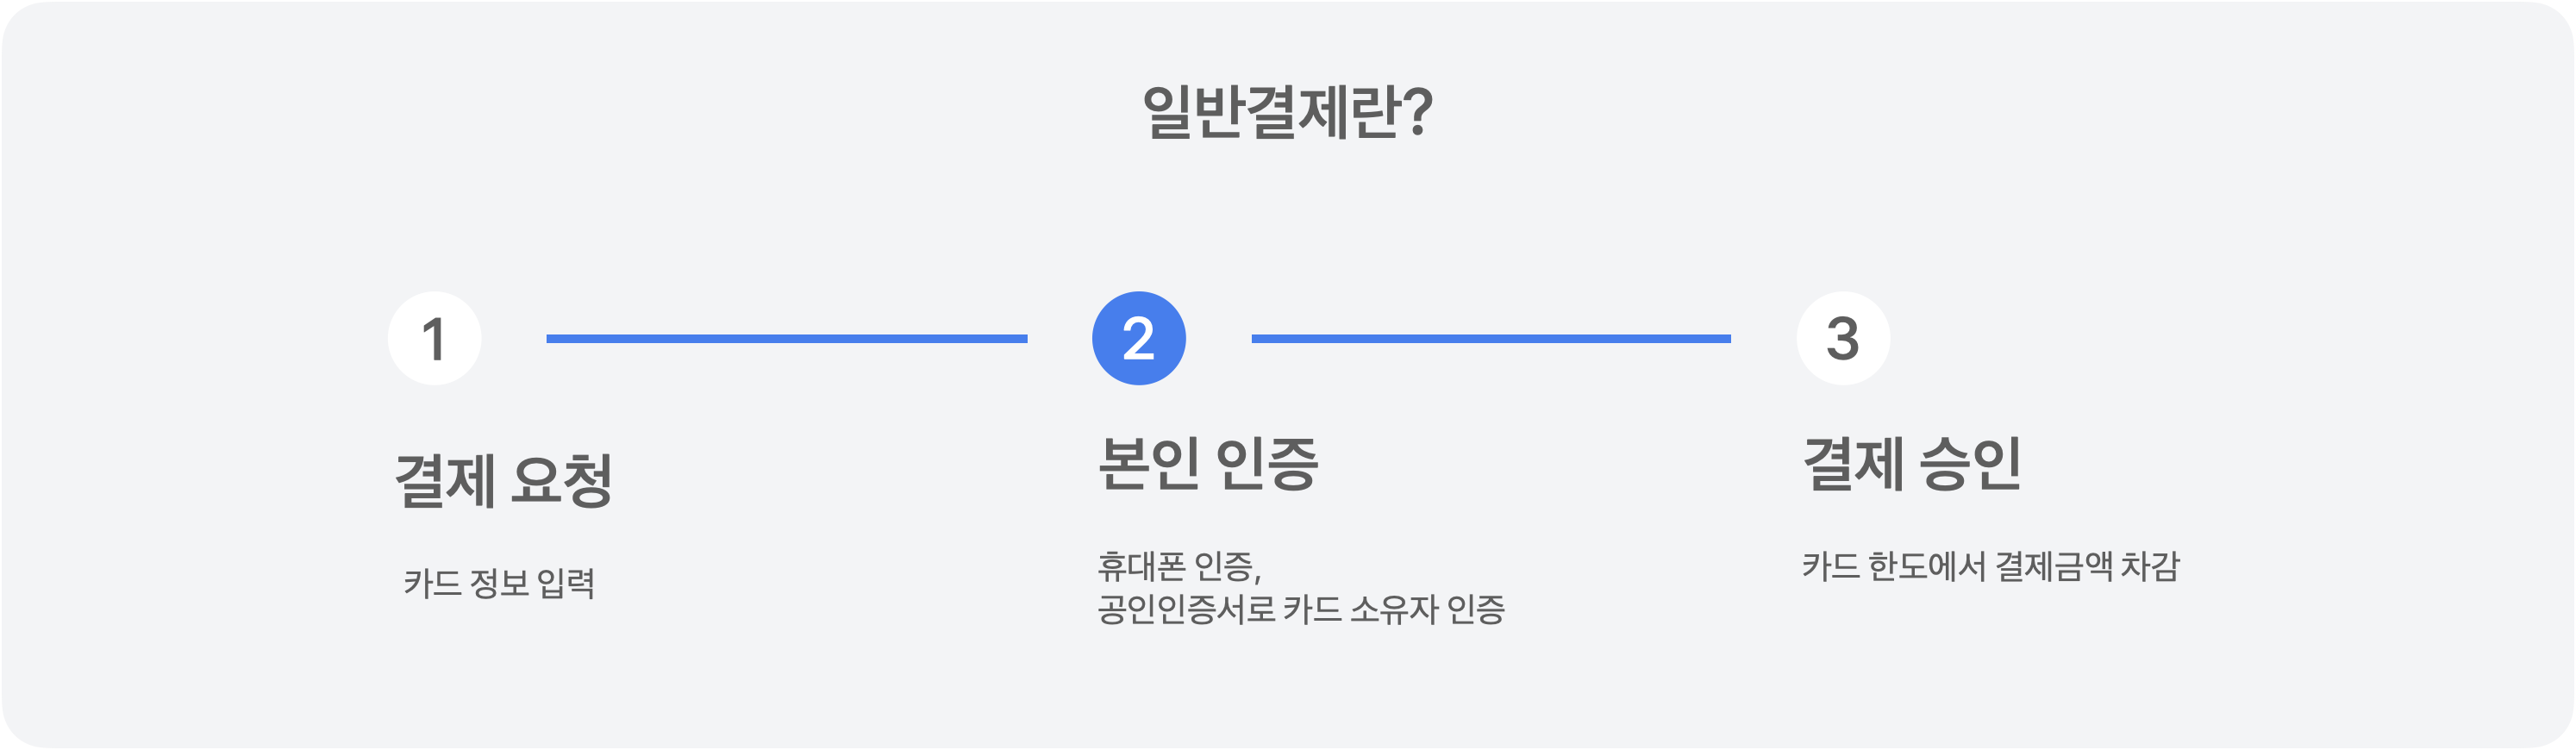 일반결제란?
1
2
3
결제 요청
본인 인증
결제 승인
카드 정보 입력
휴대폰 인증,
공인인증서로 카드 소유자 인증
카드 한도에서 결제금액 차감